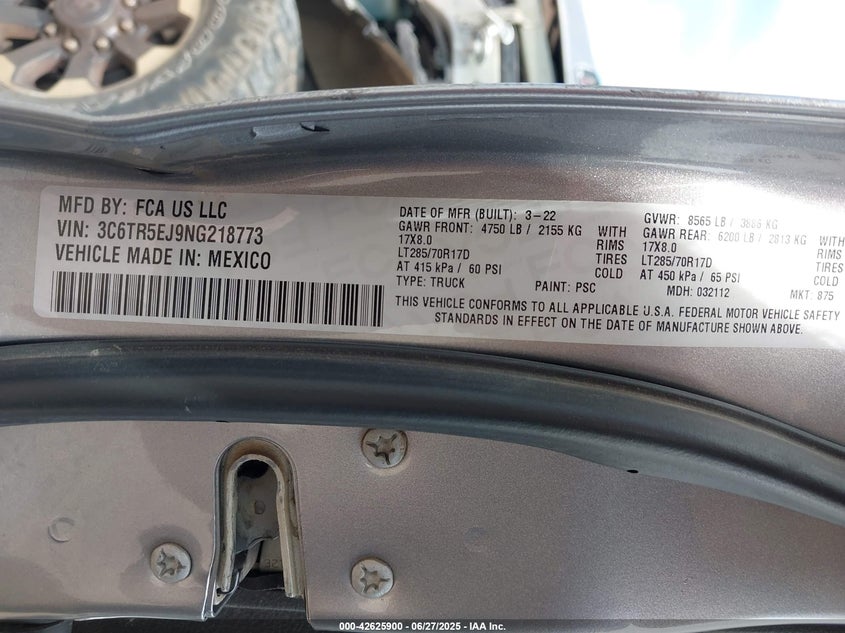 MFD BY: FCA US LLC
VIN: 3C6TR5EJ9NG218773
VEHICLE MADE IN: MEXICO
DATE OF MFR (BUILT): 3-22
GAWR FRONT: 4750 LB / 2155 KG WITH
17X8.0 RIMS
LT285/70R17D TIRES
AT 415 kPa / 60 PSI COLD
TYPE: TRUCK PAINT: PSC
GVWR: 8565 LB / KG
GAWR REAR: 6200 LB / 2813 KG WITH
17X8.0 RIMS
LT285/70R17D TIRES
AT 450 kPa / 65 PSI COLD
MDH: 032112 MKT: 875
THIS VEHICLE CONFORMS TO ALL APPLICABLE U.S.A. FEDERAL MOTOR VEHICLE SAFETY
STANDARDS IN EFFECT ON THE DATE OF MANUFACTURE SHOWN ABOVE.
000-42625900 - 06/27/2025 - IAA Inc.